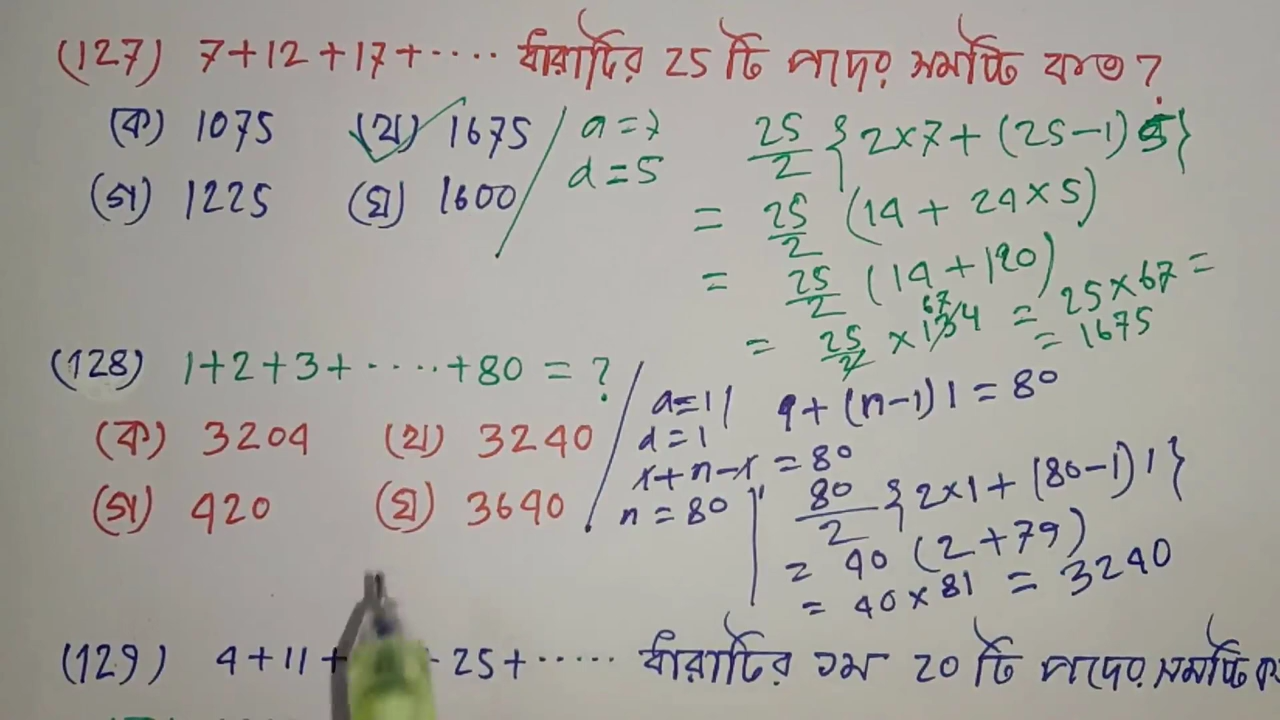 (127) 7+12+17+..... ধারাটির 25 টি পদের সমষ্টি কত?
(ক) 1075 (খ) 1675
(গ) 1225 (ঘ) 1600
a=7
d=5
25/2 {2×7+(25-1)5}
= 25/2 (14+24×5)
= 25/2 (14+120)
= 25/2 × 134 67 = 25×67 =
= 1675
(128) 1+2+3+.....+80 = ?
(ক) 3204 (খ) 3240
(গ) 420 (ঘ) 3640
a=1
d=1
1+(n-1)1 = 80
x+n-x = 80
n = 80
80/2 {2×1+(80-1)1}
= 40 (2+79)
= 40×81 = 3240
(129) 4+11+ 25+..... ধারাটির ১ম 20 টি পদের সমষ্টি